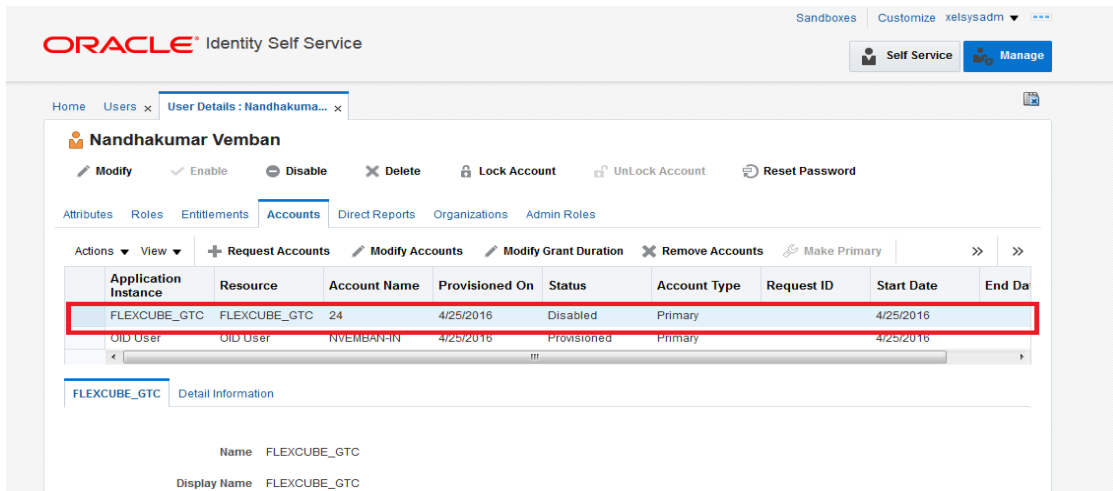 Sandboxes Customize xelsysadm
ORACLE Identity Self Service
Self Service Manage
Home Users x User Details : Nandhakuma... x
Nandhakumar Vemban
Modify Enable Disable Delete Lock Account UnLock Account Reset Password
Attributes Roles Entitlements Accounts Direct Reports Organizations Admin Roles
Actions View Request Accounts Modify Accounts Modify Grant Duration Remove Accounts Make Primary » »
Application Instance Resource Account Name Provisioned On Status Account Type Request ID Start Date End Da
FLEXCUBE_GTC FLEXCUBE_GTC 24 4/25/2016 Disabled Primary 4/25/2016
OID User OID User NVEMBAN-IN 4/25/2016 Provisioned Primary 4/25/2016
FLEXCUBE_GTC Detail Information
Name FLEXCUBE_GTC
Display Name FLEXCUBE_GTC